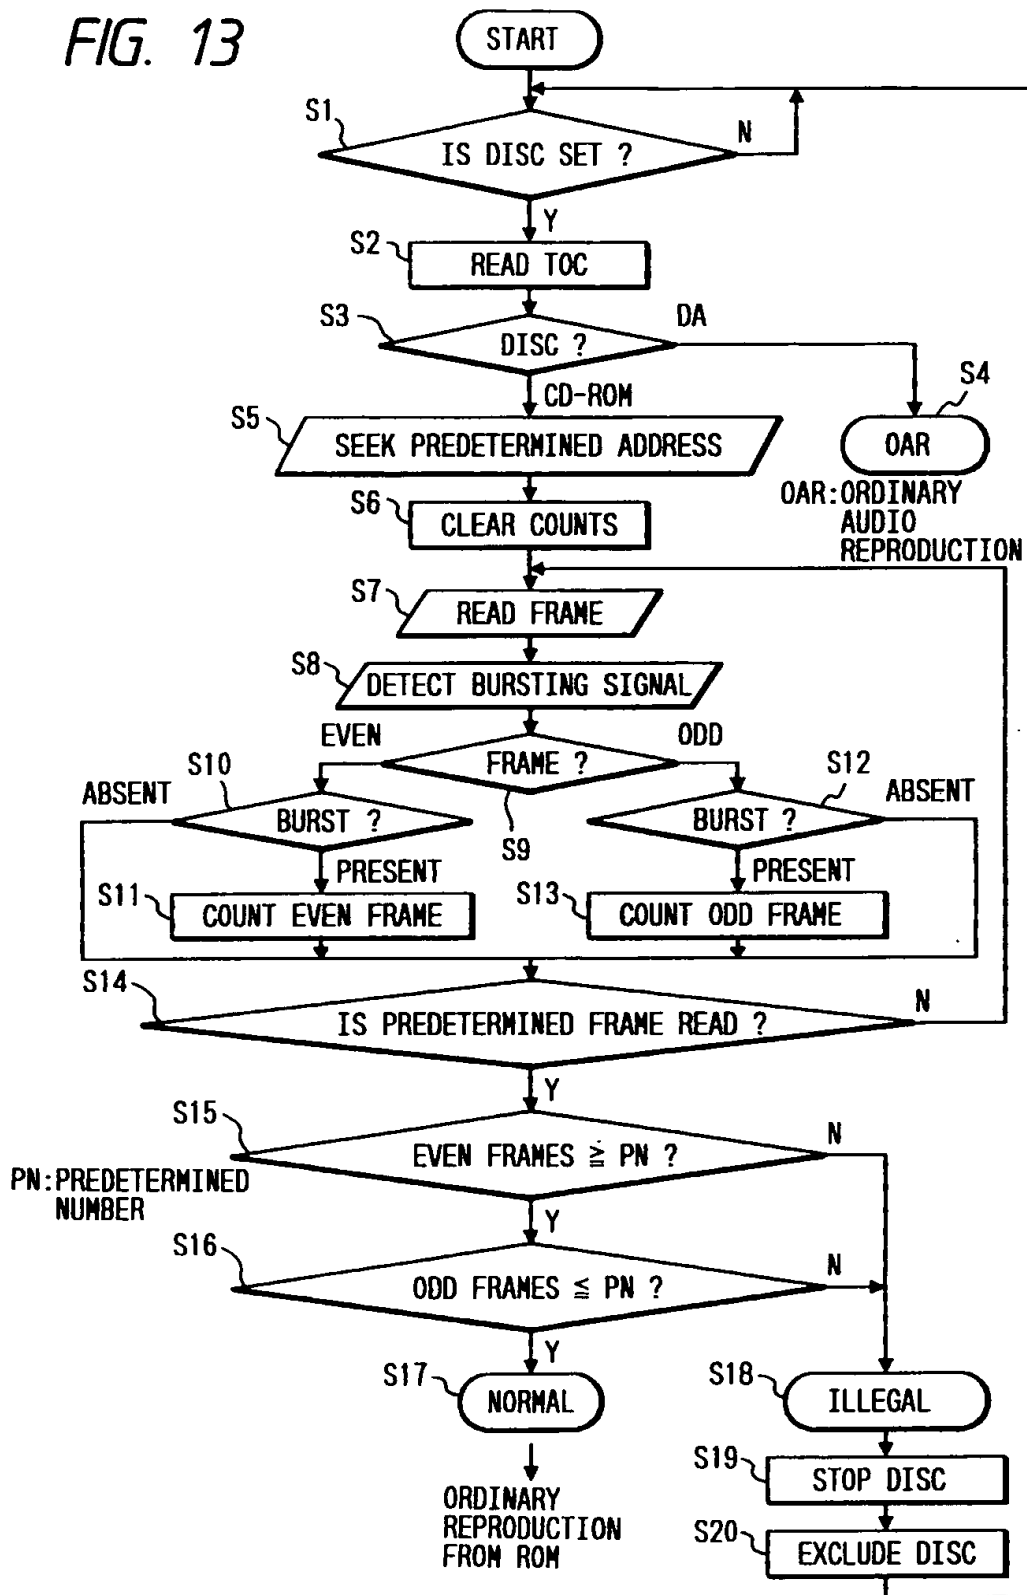 FIG. 13
START
S1
IS DISC SET ?
N
Y
S2
READ TOC
S3
DISC ?
DA
CD-ROM
S4
OAR
OAR:ORDINARY
AUDIO
REPRODUCTION
S5
SEEK PREDETERMINED ADDRESS
S6
CLEAR COUNTS
S7
READ FRAME
S8
DETECT BURSTING SIGNAL
EVEN
FRAME ?
ODD
S9
S10
ABSENT
BURST ?
PRESENT
S12
ABSENT
BURST ?
PRESENT
S11
COUNT EVEN FRAME
S13
COUNT ODD FRAME
S14
IS PREDETERMINED FRAME READ ?
N
Y
S15
EVEN FRAMES ≧ PN ?
N
PN:PREDETERMINED
NUMBER
Y
S16
ODD FRAMES ≦ PN ?
N
Y
S17
NORMAL
S18
ILLEGAL
S19
STOP DISC
ORDINARY
REPRODUCTION
FROM ROM
S20
EXCLUDE DISC